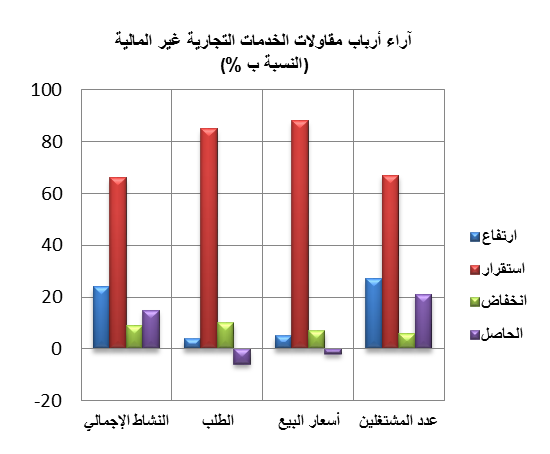 آراء أرباب مقاولات الخدمات التجارية غير المالية
(النسبة ب %)
100
80
60
40
20
0
-20
النشاط الإجمالي
الطلب
أسعار البيع
عدد المشتغلين
ارتفاع
استقرار
انخفاض
الحاصل